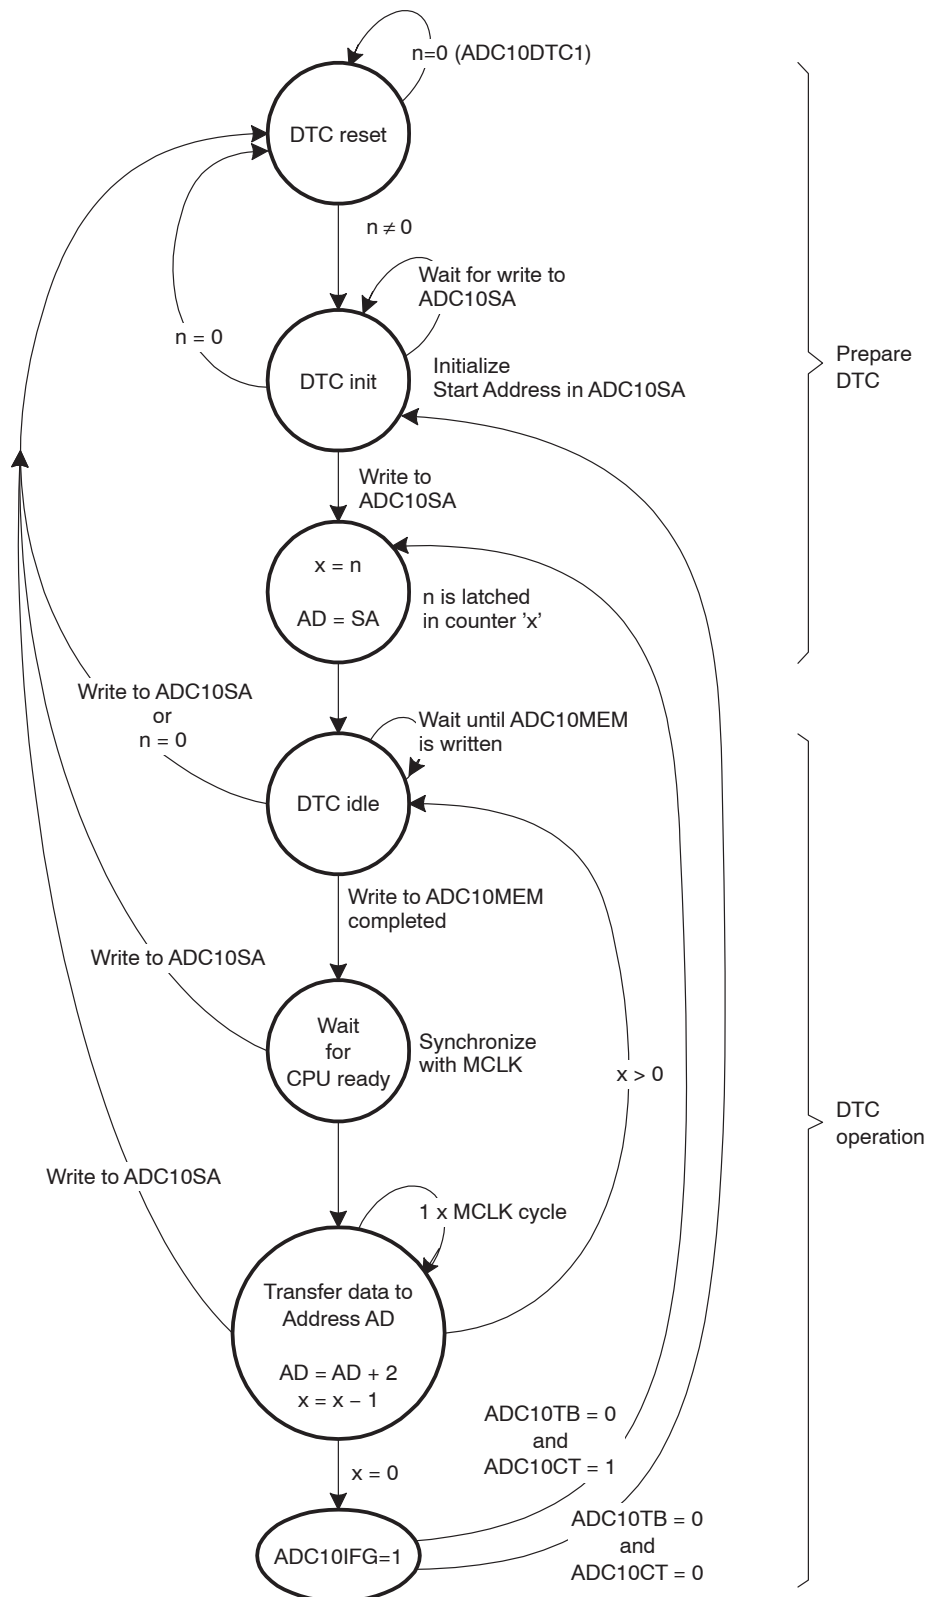 n=0 (ADC10DTC1)
DTC reset
n ≠ 0
Wait for write to
ADC10SA
n = 0
DTC init
Initialize
Start Address in ADC10SA
Prepare
DTC
Write to
ADC10SA
x = n
AD = SA
n is latched
in counter ’x’
Write to ADC10SA
or
n = 0
Wait until ADC10MEM
is written
DTC idle
Write to ADC10MEM
completed
Write to ADC10SA
Wait
for
CPU ready
Synchronize
with MCLK
x > 0
DTC
operation
Write to ADC10SA
1 x MCLK cycle
Transfer data to
Address AD
AD = AD + 2
x = x − 1
ADC10TB = 0
and
ADC10CT = 1
x = 0
ADC10IFG=1
ADC10TB = 0
and
ADC10CT = 0